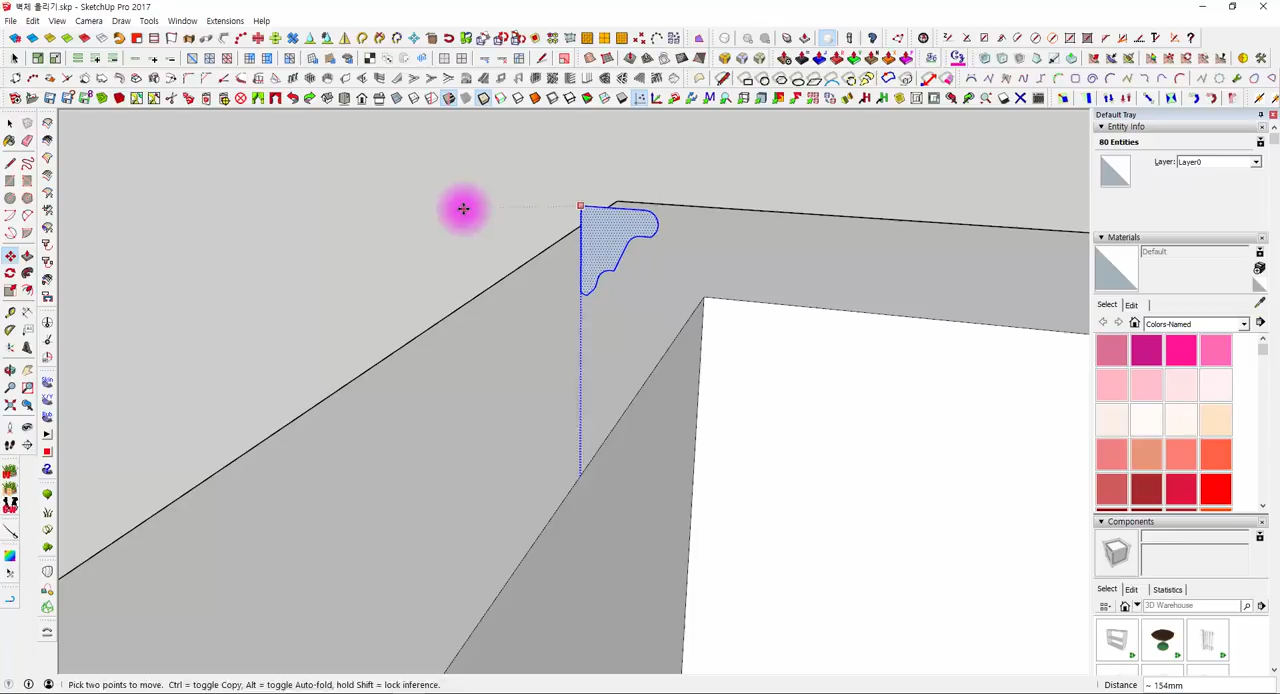 벽체 올리기.skp - SketchUp Pro 2017
File Edit View Camera Draw Tools Window Extensions Help
Default Tray
Entity Info
80 Entities
Layer: Layer0
Materials
Default
Select Edit
Colors-Named
Components
Select Edit Statistics
3D Warehouse
Pick two points to move. Ctrl = toggle Copy, Alt = toggle Auto-fold, hold Shift = lock inference.
Distance ~ 154mm